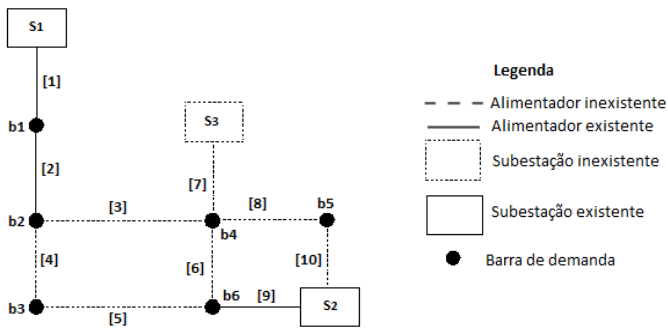 S1
[1]
b1
[2]
S3
[7]
[3]
[8]
b5
b2
b4
[4]
[6]
[10]
b3
b6
[9]
S2
[5]
Legenda
Alimentador inexistente
Alimentador existente
Subestação inexistente
Subestação existente
Barra de demanda